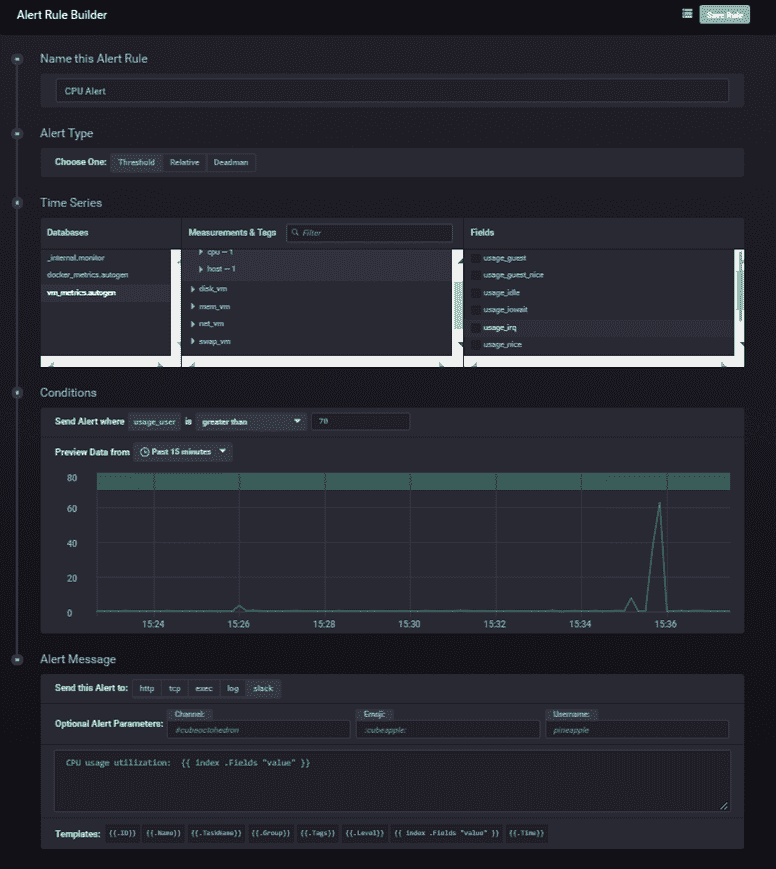 Alert Rule Builder
Save Rule
Name this Alert Rule
CPU Alert
Alert Type
Choose One: Threshold Relative Deadman
Time Series
Databases
Measurements & Tags
Filter
Fields
_internal.monitor
docker_metrics.autogen
vm_metrics.autogen
cpu — 1
host — 1
disk_vm
mem_vm
net_vm
swap_vm
usage_guest
usage_guest_nice
usage_idle
usage_iowait
usage_irq
usage_nice
Conditions
Send Alert where usage_user is greater than 70
Preview Data from Past 15 minutes
80
60
40
20
0
15:24 15:26 15:28 15:30 15:32 15:34 15:36
Alert Message
Send this Alert to: http tcp exec log slack
Optional Alert Parameters:
Channel:
#cubeoctohedron
Emoji:
:cubeapple:
Username:
pineapple
CPU usage utilization: {{ index .Fields "value" }}
Templates: {{.ID}} {{.Name}} {{.TaskName}} {{.Group}} {{.Tags}} {{.Level}} {{ index .Fields "value" }} {{.Time}}